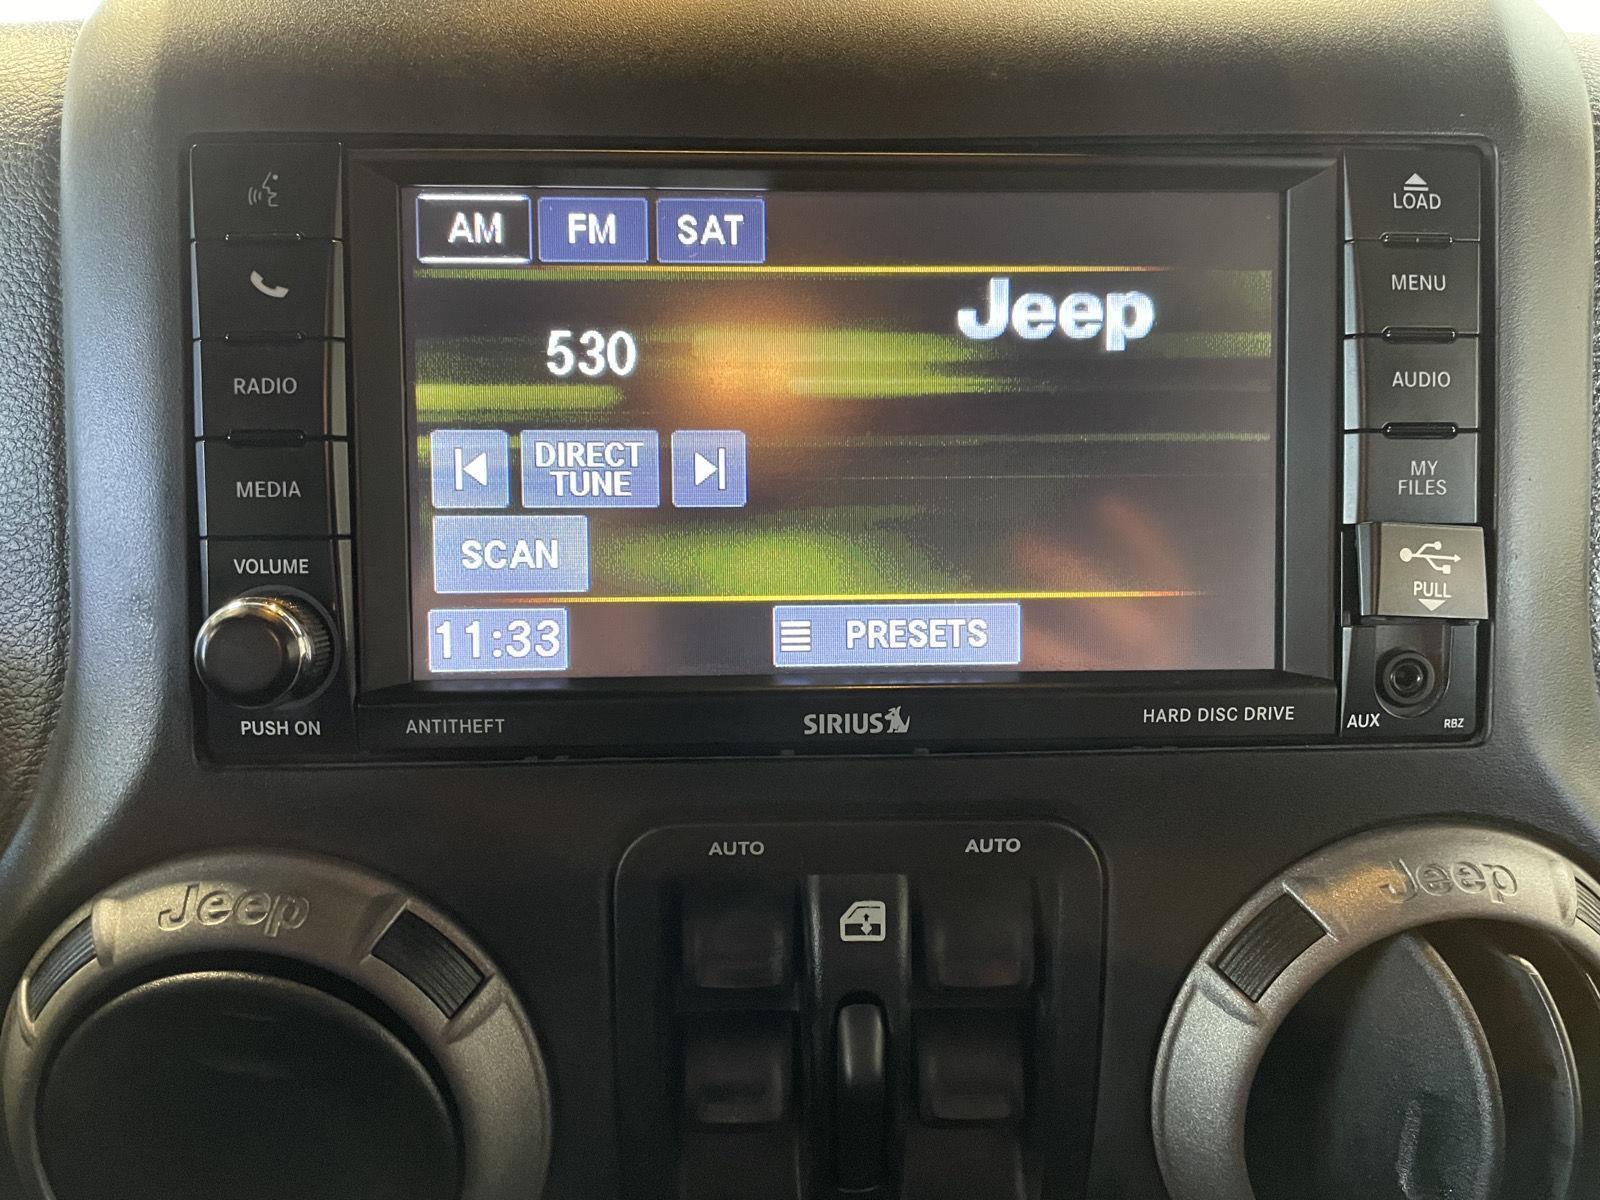 AM FM SAT
Jeep
530
DIRECT
TUNE
SCAN
11:33
PRESETS
RADIO
MEDIA
VOLUME
PUSH ON
LOAD
MENU
AUDIO
MY
FILES
PULL
AUX
RBZ
ANTITHEFT
SIRIUS
HARD DISC DRIVE
AUTO
AUTO
Jeep
Jeep